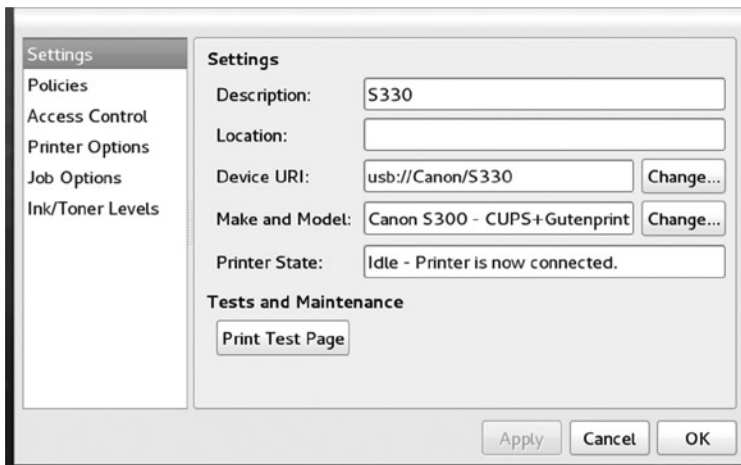 Settings
Policies
Access Control
Printer Options
Job Options
Ink/Toner Levels
Settings
Description: S330
Location:
Device URI: usb://Canon/S330 Change...
Make and Model: Canon S300 - CUPS+Gutenprint Change...
Printer State: Idle - Printer is now connected.
Tests and Maintenance
Print Test Page
Apply Cancel OK